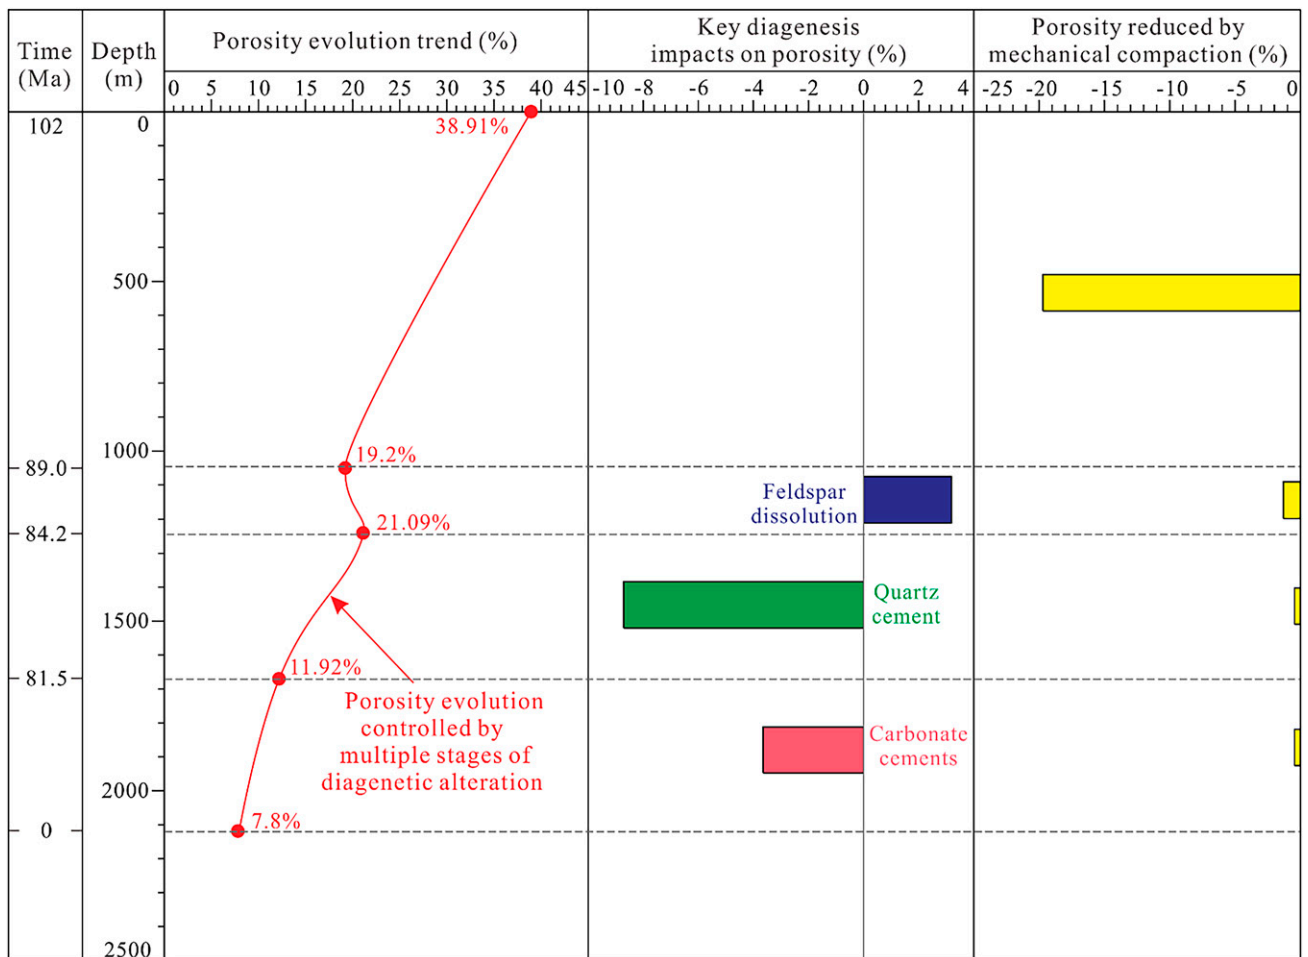 Time
(Ma)
Depth
(m)
Porosity evolution trend (%)
Key diagenesis
impacts on porosity (%)
Porosity reduced by
mechanical compaction (%)
0 5 10 15 20 25 30 35 40 45
-10 -8 -6 -4 -2 0 2 4
-25 -20 -15 -10 -5 0
102
0
38.91%
500
1000
19.2%
89.0
Feldspar
dissolution
21.09%
84.2
Quartz
cement
1500
11.92%
81.5
Porosity evolution
controlled by
multiple stages of
diagenetic alteration
Carbonate
cements
2000
7.8%
0
2500